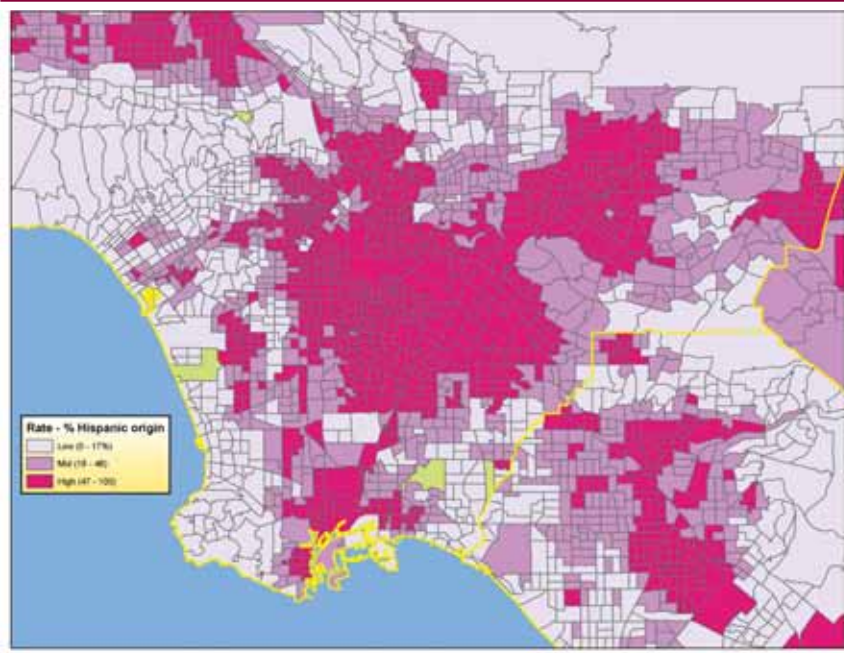 Rate - % Hispanic origin
Low (0 - 17%)
Mid (18 - 46)
High (47 - 100)